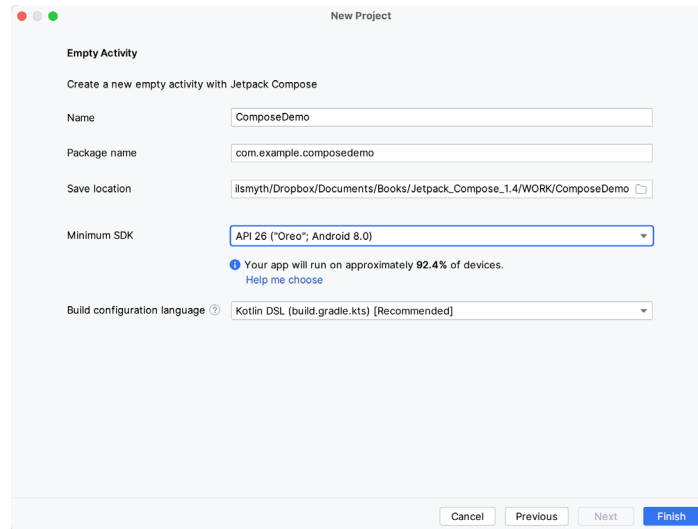 New Project
Empty Activity
Create a new empty activity with Jetpack Compose
Name ComposeDemo
Package name com.example.composedemo
Save location ilsmyth/Dropbox/Documents/Books/Jetpack_Compose_1.4/WORK/ComposeDemo
Minimum SDK API 26 ("Oreo"; Android 8.0)
Your app will run on approximately 92.4% of devices.
Help me choose
Build configuration language ? Kotlin DSL (build.gradle.kts) [Recommended]
Cancel Previous Next Finish